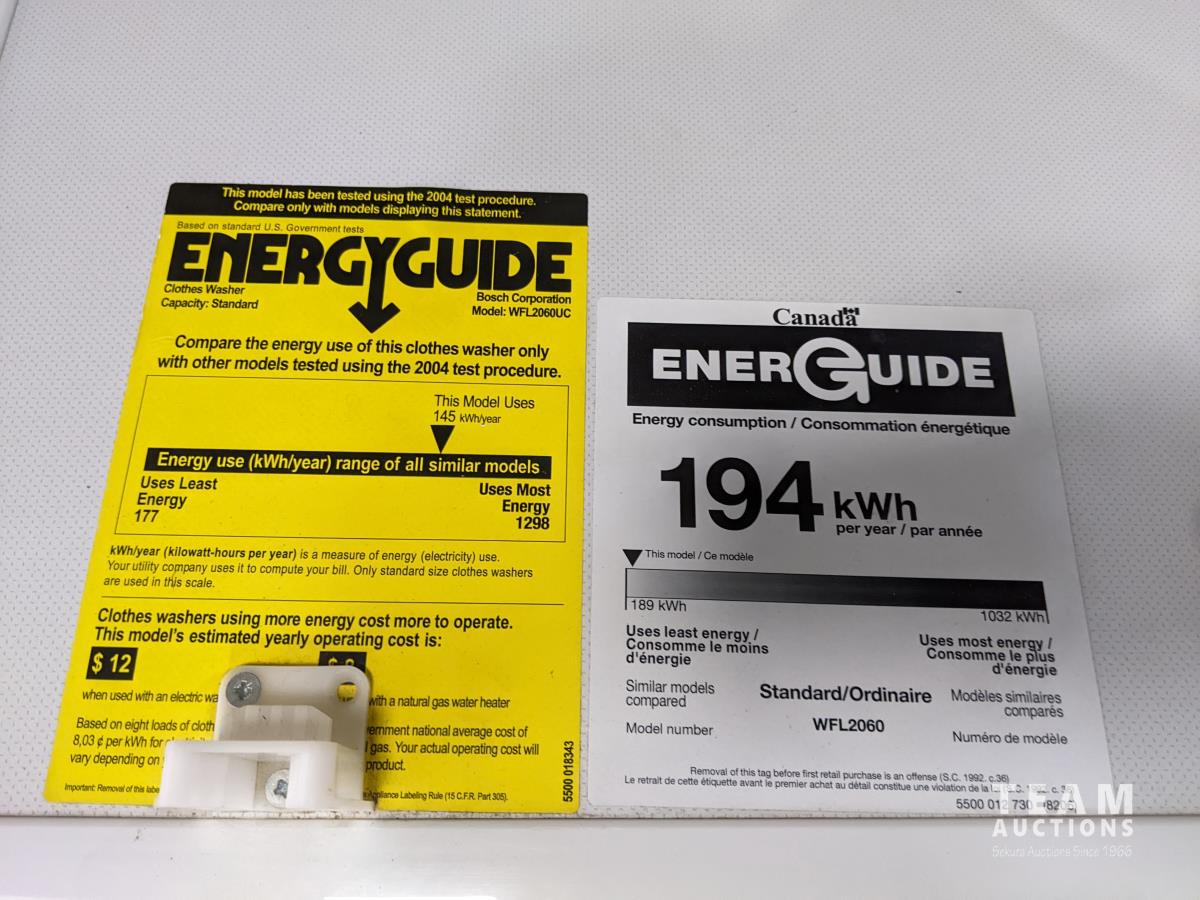 This model has been tested using the 2004 test procedure.
Compare only with models displaying this statement.
Based on standard U.S. Government tests
ENERGYGUIDE
Clothes Washer
Capacity: Standard
Bosch Corporation
Model: WFL2060UC
Compare the energy use of this clothes washer only
with other models tested using the 2004 test procedure.
This Model Uses
145 kWh/year
Energy use (kWh/year) range of all similar models
Uses Least
Energy
177
Uses Most
Energy
1298
kWh/year (kilowatt-hours per year) is a measure of energy (electricity) use.
Your utility company uses it to compute your bill. Only standard size clothes washers
are used in this scale.
Clothes washers using more energy cost more to operate.
This model's estimated yearly operating cost is:
$ 12
when used with an electric
with a natural gas water heater
Based on eight loads of
average cost of
8,03 ¢ per kWh for
gas. Your actual operating cost will
vary depending on
product.
Important: Removal of this
Appliance Labeling Rule (15 C.F.R. Part 305).
5500 018343
Canada
ENERGUIDE
Energy consumption / Consommation énergétique
194 kWh
per year / par année
This model / Ce modèle
189 kWh
1032 kWh
Uses least energy /
Consomme le moins
d'énergie
Uses most energy /
Consomme le plus
d'énergie
Similar models
compared
Standard/Ordinaire
Modèles similaires
comparés
Model number
WFL2060
Numéro de modèle
Removal of this tag before first retail purchase is an offense (S.C. 1992. c.36)
Le retrait de cette étiquette avant le premier achat au détail constitue une violation de la
5500 012 730
AUCTIONS
Sekura Auctions Since 1966